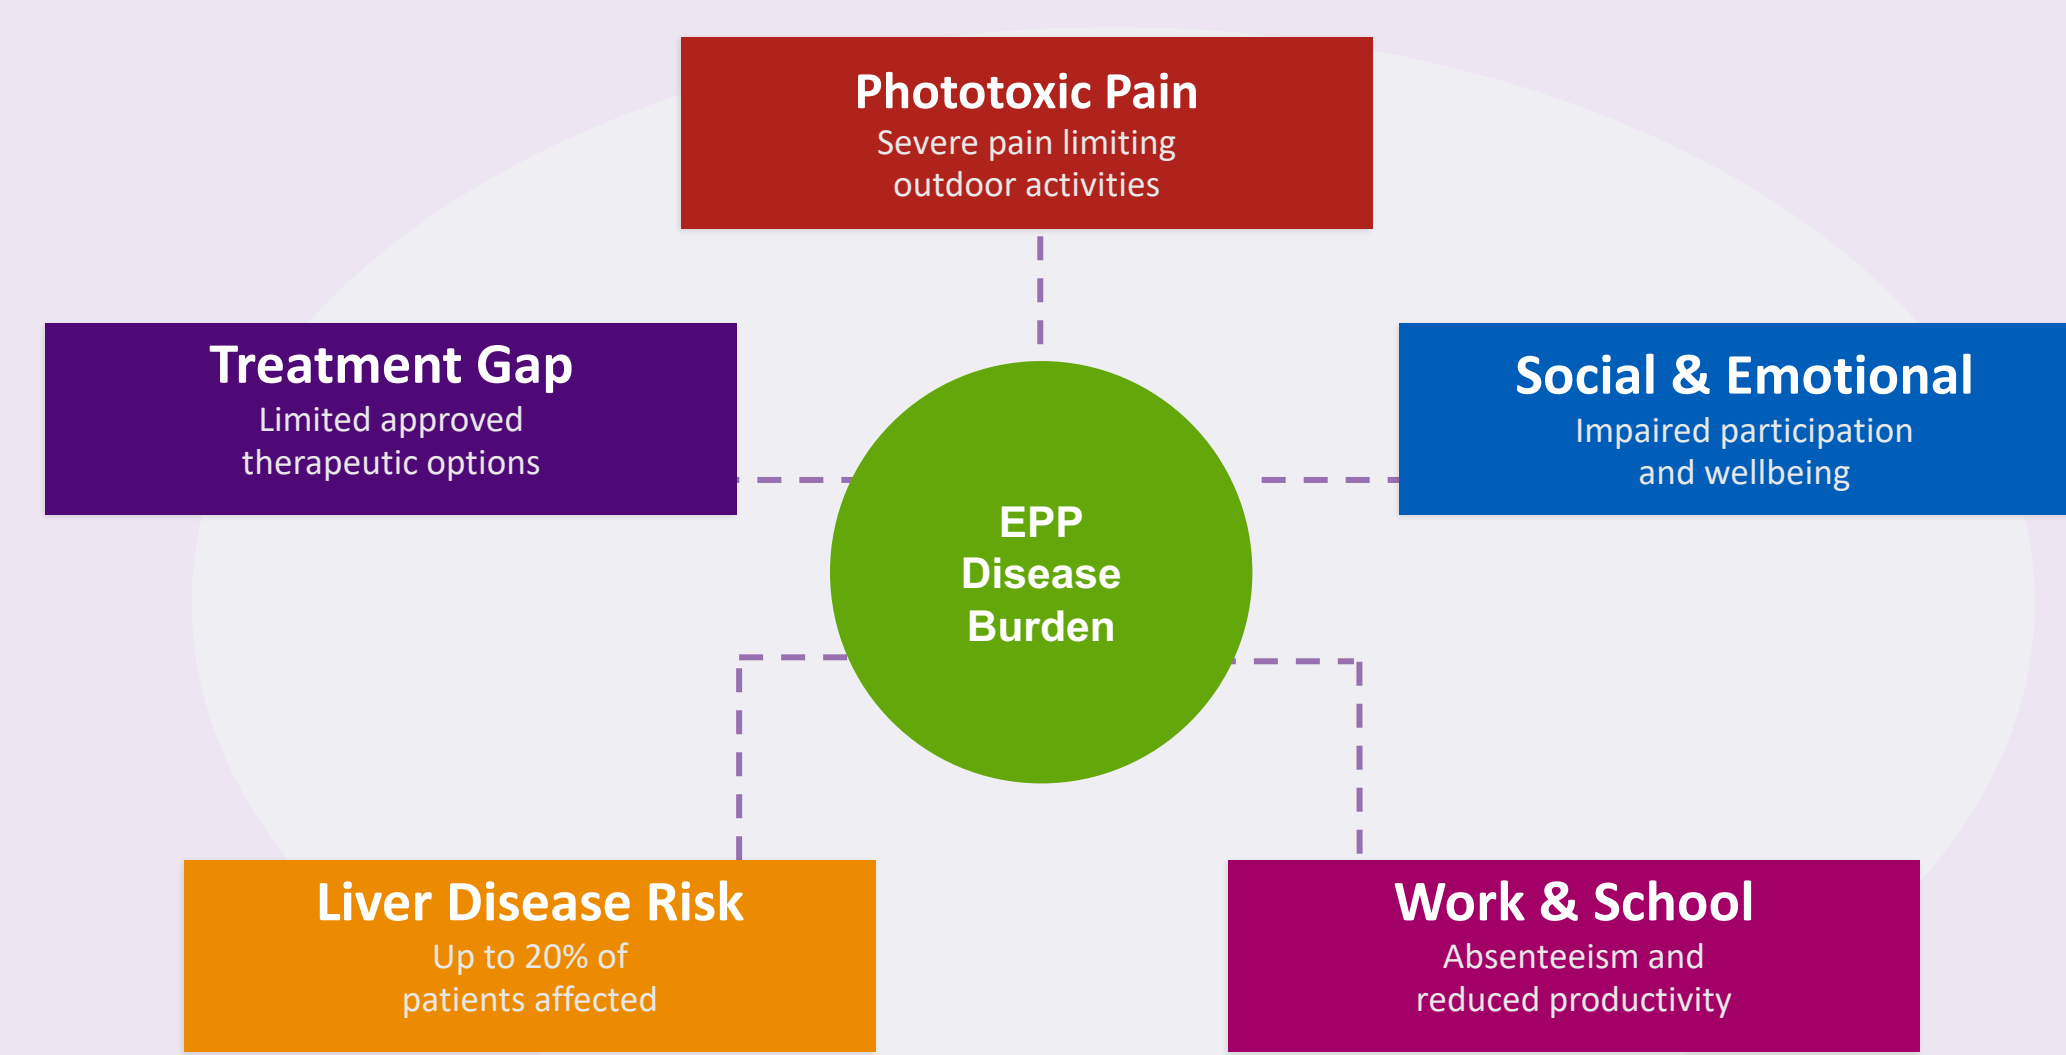 Phototoxic Pain
Severe pain limiting
outdoor activities
Treatment Gap
Limited approved
therapeutic options
Social & Emotional
Impaired participation
and wellbeing
EPP
Disease
Burden
Liver Disease Risk
Up to 20% of
patients affected
Work & School
Absenteeism and
reduced productivity